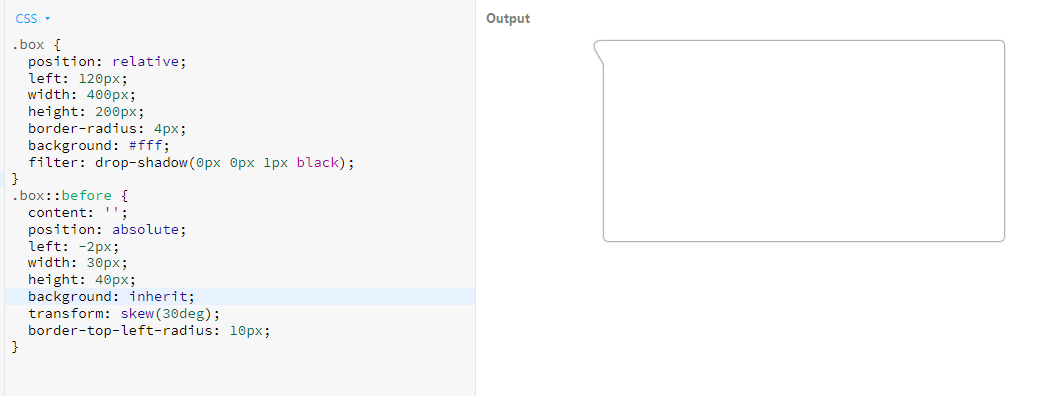 CSS
.box {
position: relative;
left: 120px;
width: 400px;
height: 200px;
border-radius: 4px;
background: #fff;
filter: drop-shadow(0px 0px 1px black);
}
.box::before {
content: '';
position: absolute;
left: -2px;
width: 30px;
height: 40px;
background: inherit;
transform: skew(30deg);
border-top-left-radius: 10px;
}
Output